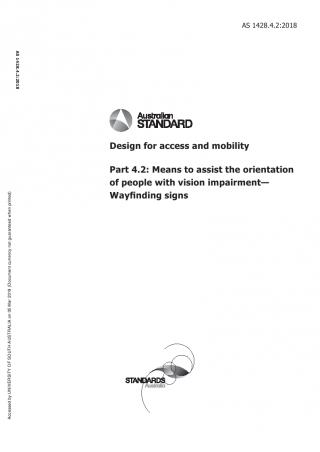 AS 1428.4.2:2018
AS 1428.4.2:2018
Australian
STANDARD
Design for access and mobility
Part 4.2: Means to assist the orientation
of people with vision impairment—
Wayfinding signs
Accessed by UNIVERSITY OF SOUTH AUSTRALIA on 05 Mar 2019 (Document currency not guaranteed when printed)
STANDARDS
Australia